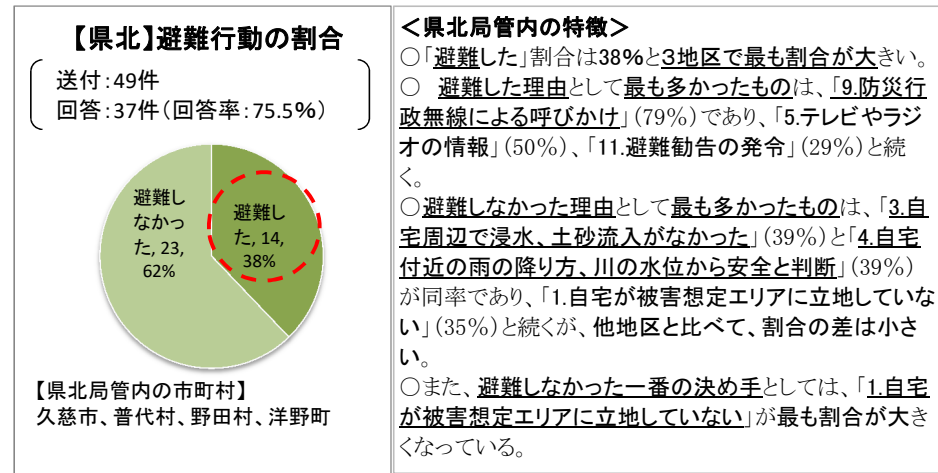 【県北】避難行動の割合
送付：49件
回答：37件（回答率：75.5％）
避難し
なかっ
た, 23,
62%
避難し
た, 14,
38%
【県北局管内の市町村】
久慈市、普代村、野田村、洋野町
＜県北局管内の特徴＞
○「避難した」割合は38％と３地区で最も割合が大きい。
○　避難した理由として最も多かったものは、「9.防災行
政無線による呼びかけ」（79％）であり、「5.テレビやラジ
オの情報」（50％）、「11.避難勧告の発令」（29％）と続
く。
○避難しなかった理由として最も多かったものは、「3.自
宅周辺で浸水、土砂流入がなかった」（39％）と「4.自宅
付近の雨の降り方、川の水位から安全と判断」（39％）
が同率であり、「1.自宅が被害想定エリアに立地していな
い」（35％）と続くが、他地区と比べて、割合の差は小さ
い。
○また、避難しなかった一番の決め手としては、「1.自宅
が被害想定エリアに立地していない」が最も割合が大き
くなっている。